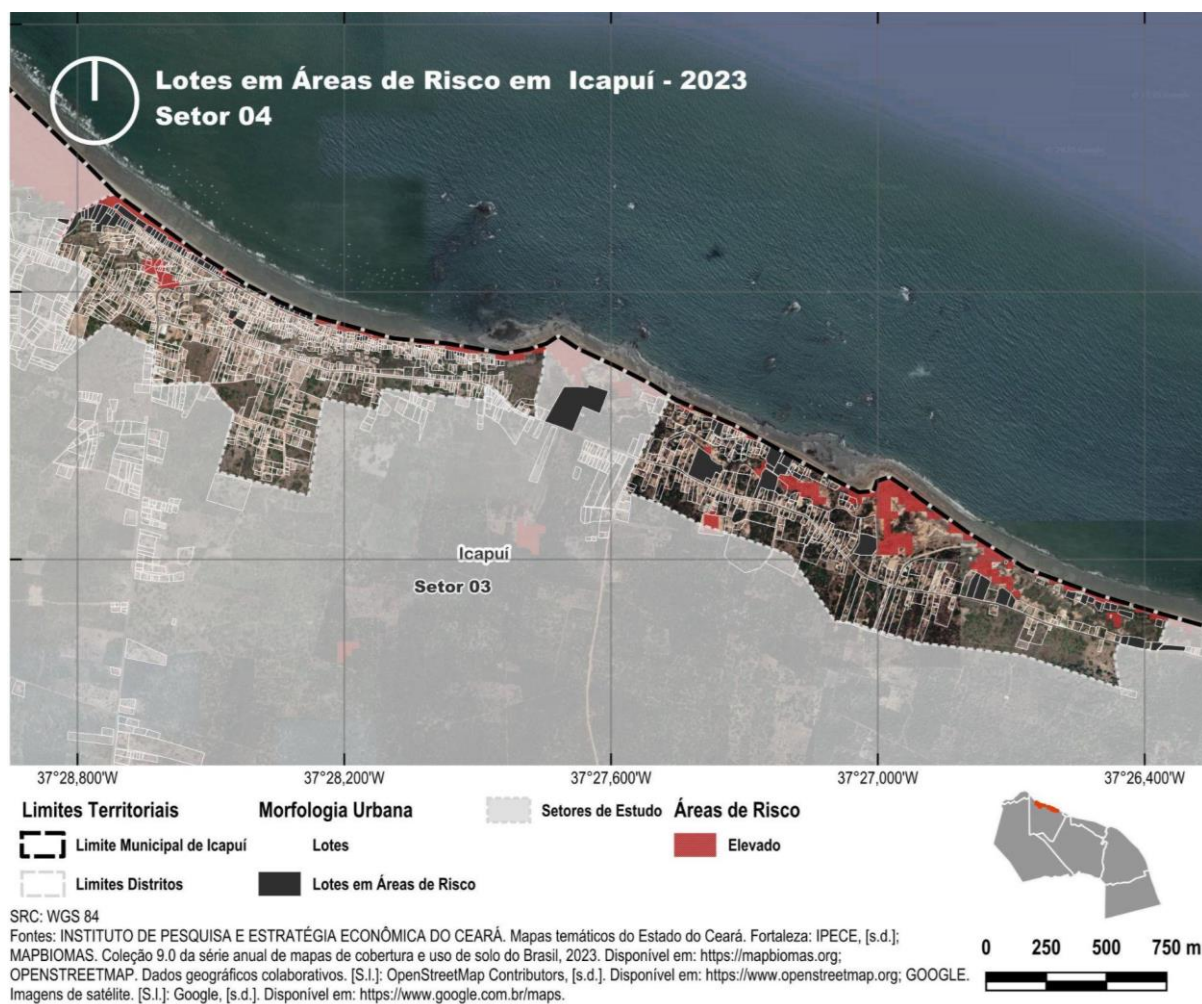 Lotes em Áreas de Risco em Icapuí - 2023
Setor 04
Icapuí
Setor 03
37°28,800'W
37°28,200'W
37°27,600'W
37°27,000'W
37°26,400'W
Limites Territoriais
Limite Municipal de Icapuí
Limites Distritos
Morfologia Urbana
Lotes
Lotes em Áreas de Risco
Setores de Estudo
Áreas de Risco
Elevado
SRC: WGS 84
Fontes: INSTITUTO DE PESQUISA E ESTRATÉGIA ECONÔMICA DO CEARÁ. Mapas temáticos do Estado do Ceará. Fortaleza: IPECE, [s.d.];
MAPBIOMAS. Coleção 9.0 da série anual de mapas de cobertura e uso de solo do Brasil, 2023. Disponível em: https://mapbiomas.org;
OPENSTREETMAP. Dados geográficos colaborativos. [S.l.]: OpenStreetMap Contributors, [s.d.]. Disponível em: https://www.openstreetmap.org; GOOGLE.
Imagens de satélite. [S.l.]: Google, [s.d.]. Disponível em: https://www.google.com.br/maps.
0 250 500 750 m